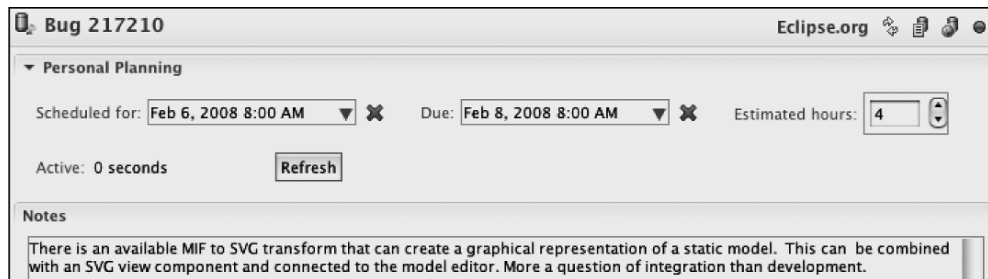 Bug 217210 Eclipse.org
Personal Planning
Scheduled for: Feb 6, 2008 8:00 AM Due: Feb 8, 2008 8:00 AM Estimated hours: 4
Active: 0 seconds Refresh
Notes
There is an available MIF to SVG transform that can create a graphical representation of a static model. This can be combined
with an SVG view component and connected to the model editor. More a question of integration than development.